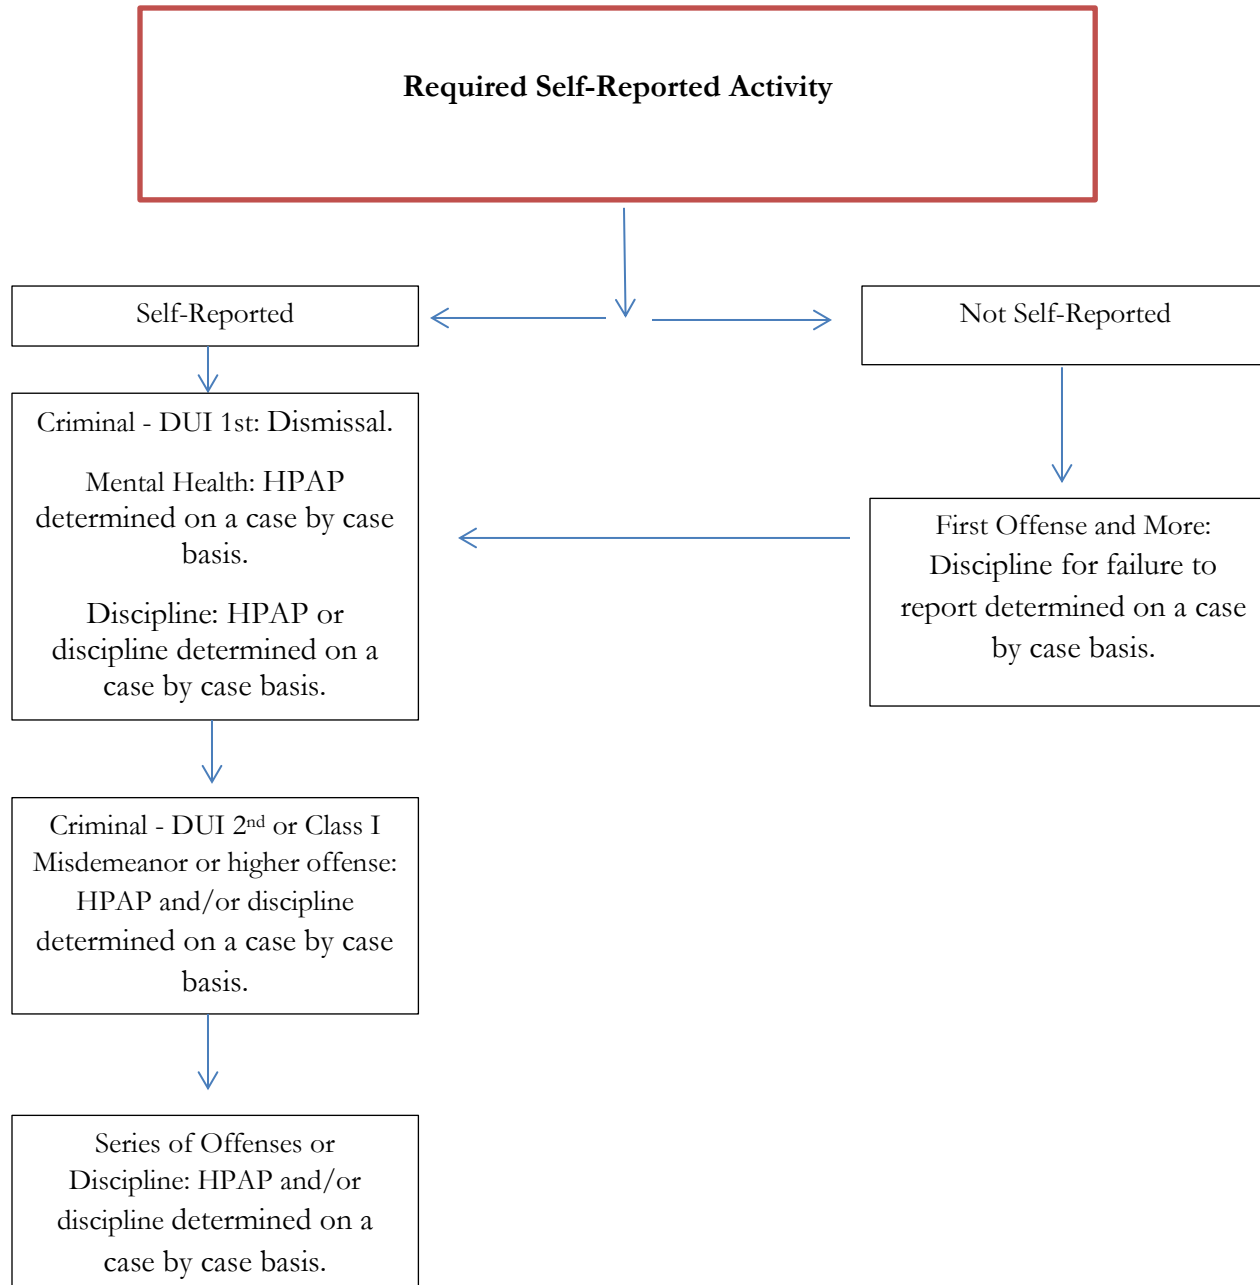 Required Self-Reported Activity
Self-Reported
Not Self-Reported
Criminal - DUI 1st: Dismissal.
Mental Health: HPAP
determined on a case by case
basis.
Discipline: HPAP or
discipline determined on a
case by case basis.
First Offense and More:
Discipline for failure to
report determined on a case
by case basis.
Criminal - DUI 2nd or Class I
Misdemeanor or higher offense:
HPAP and/or discipline
determined on a case by case
basis.
Series of Offenses or
Discipline: HPAP and/or
discipline determined on a
case by case basis.